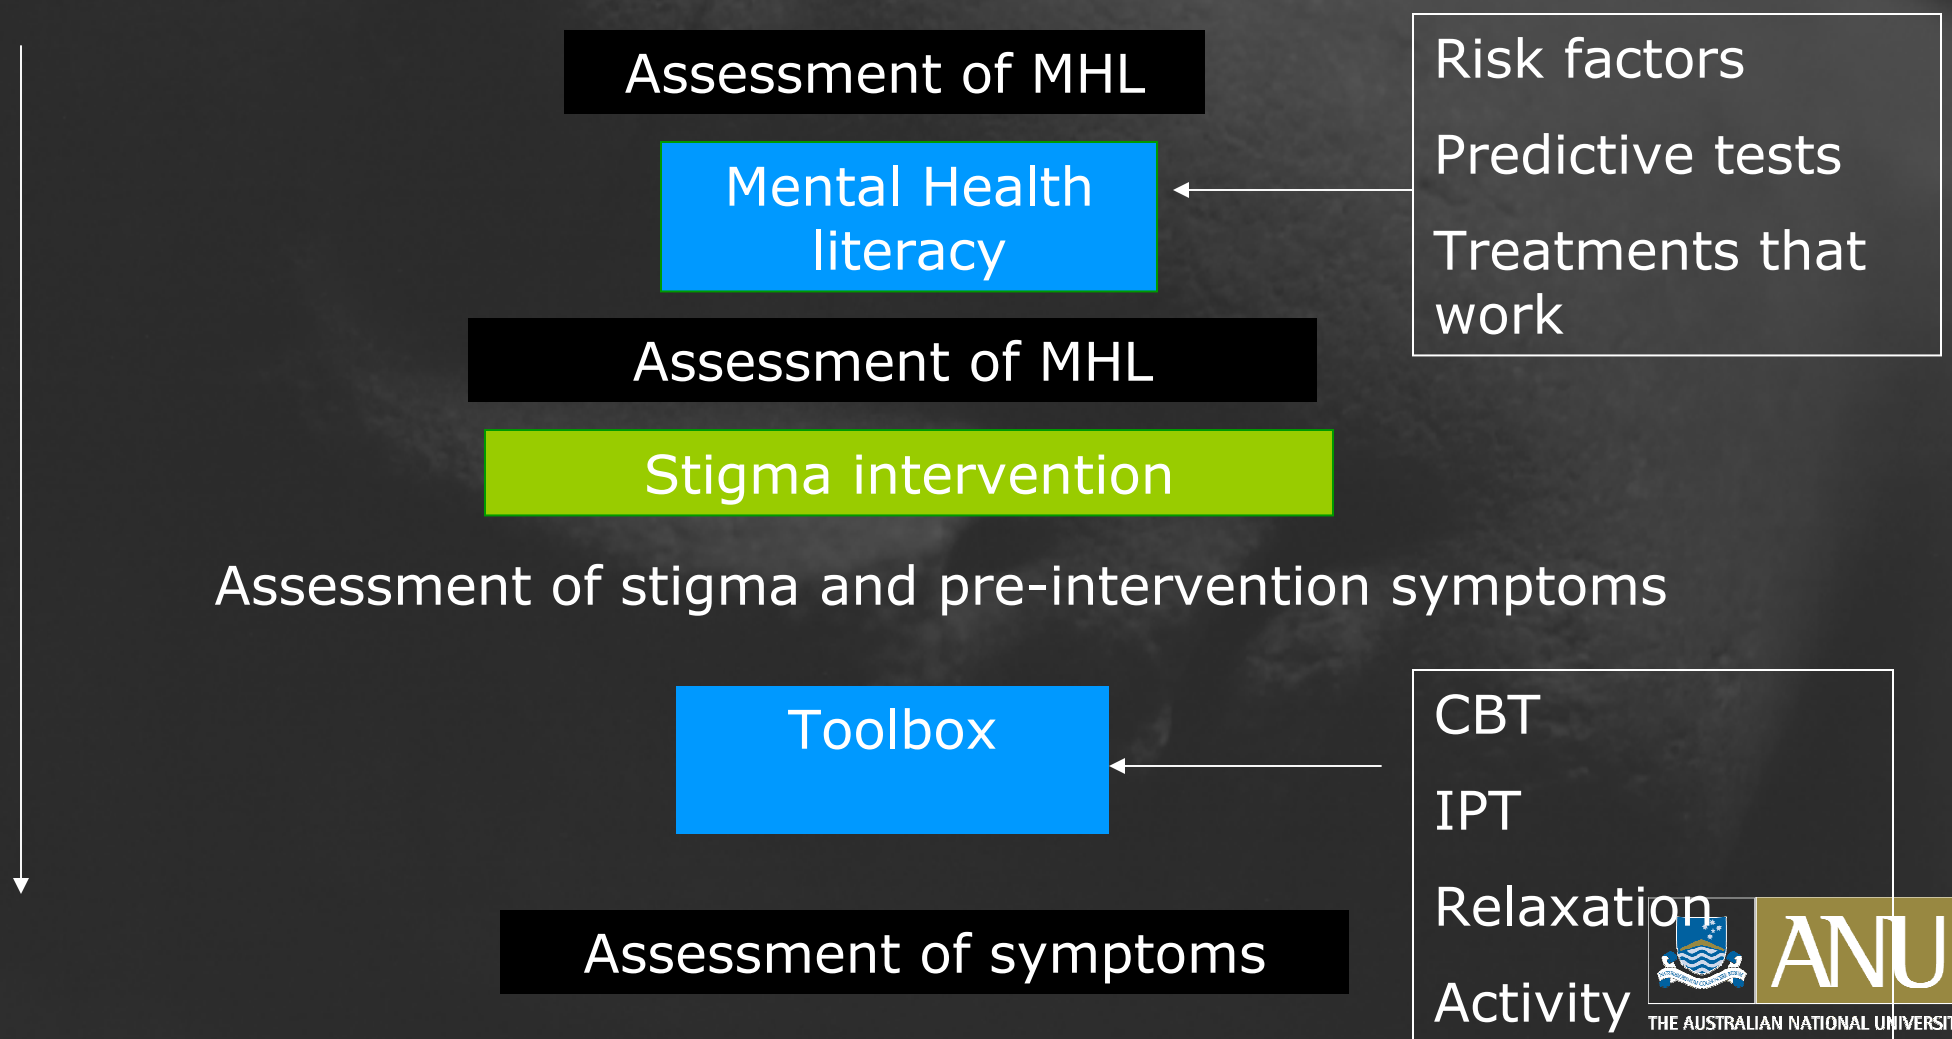 Assessment of MHL
Mental Health
literacy
Risk factors
Predictive tests
Treatments that
work
Assessment of MHL
Stigma intervention
Assessment of stigma and pre-intervention symptoms
Toolbox
CBT
IPT
Relaxation
Activity
Assessment of symptoms
ANU
THE AUSTRALIAN NATIONAL UNIVERSIT